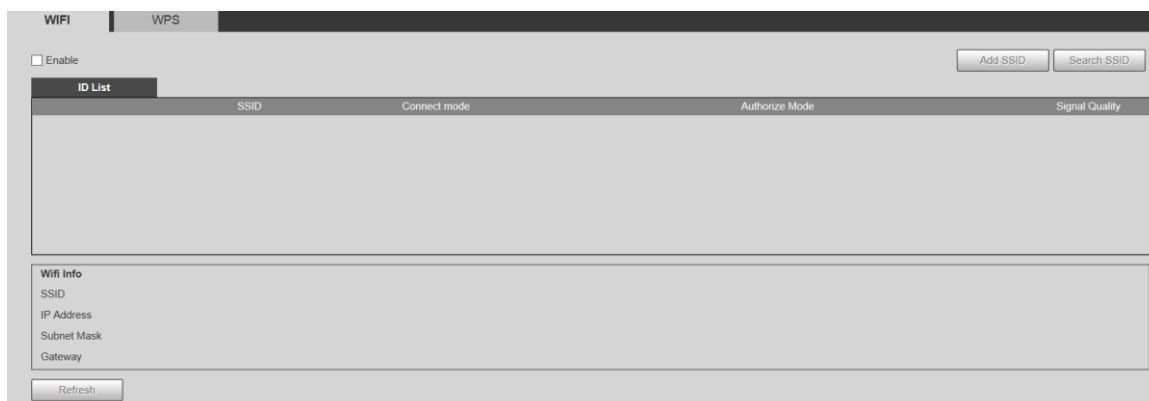 WIFI WPS
Enable Add SSID Search SSID
ID List
SSID Connect mode Authorize Mode Signal Quality
Wifi Info
SSID
IP Address
Subnet Mask
Gateway
Refresh